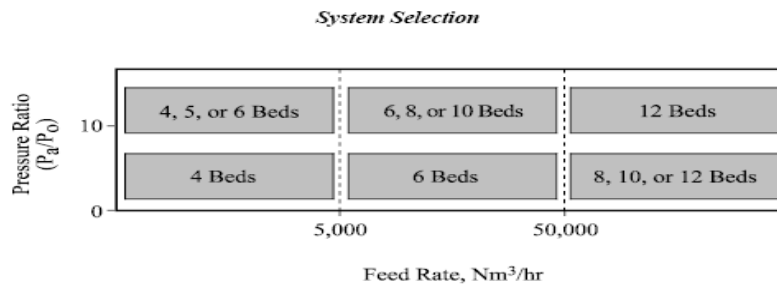 System Selection
Pressure Ratio
(Pa/Po)
10
0
4, 5, or 6 Beds
6, 8, or 10 Beds
12 Beds
4 Beds
6 Beds
8, 10, or 12 Beds
5,000
50,000
Feed Rate, Nm³/hr